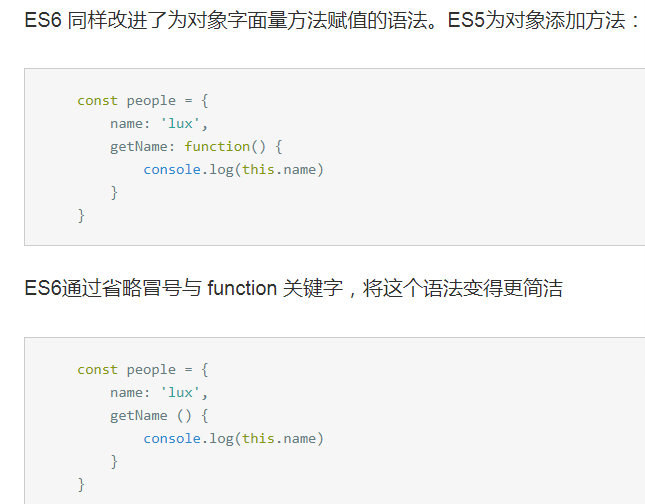 ES6 同样改进了为对象字面量方法赋值的语法。ES5为对象添加方法：
const people = {
    name: 'lux',
    getName: function() {
        console.log(this.name)
    }
}
ES6通过省略冒号与 function 关键字，将这个语法变得更简洁
const people = {
    name: 'lux',
    getName () {
        console.log(this.name)
    }
}